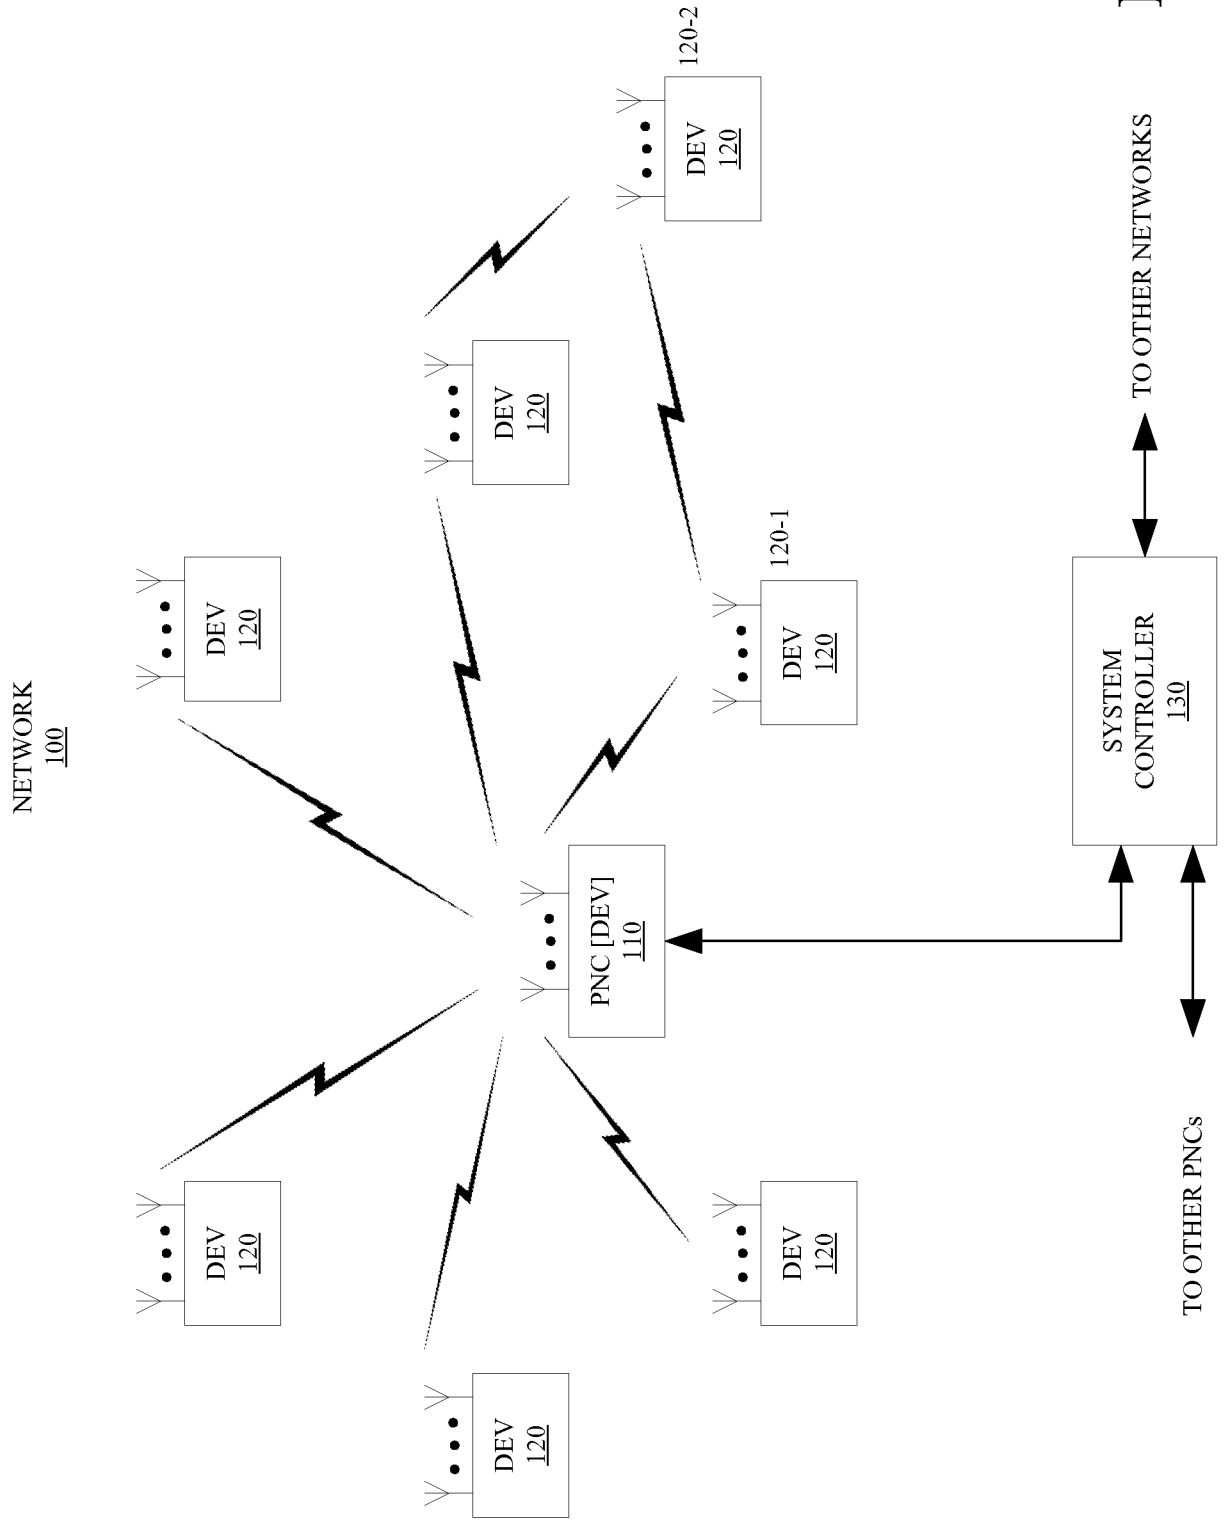 NETWORK
100
DEV
120
DEV
120
DEV
120
DEV
120
PNC [DEV]
110
DEV
120
120-2
DEV
120
DEV
120
120-1
SYSTEM
CONTROLLER
130
TO OTHER NETWORKS
TO OTHER PNCs